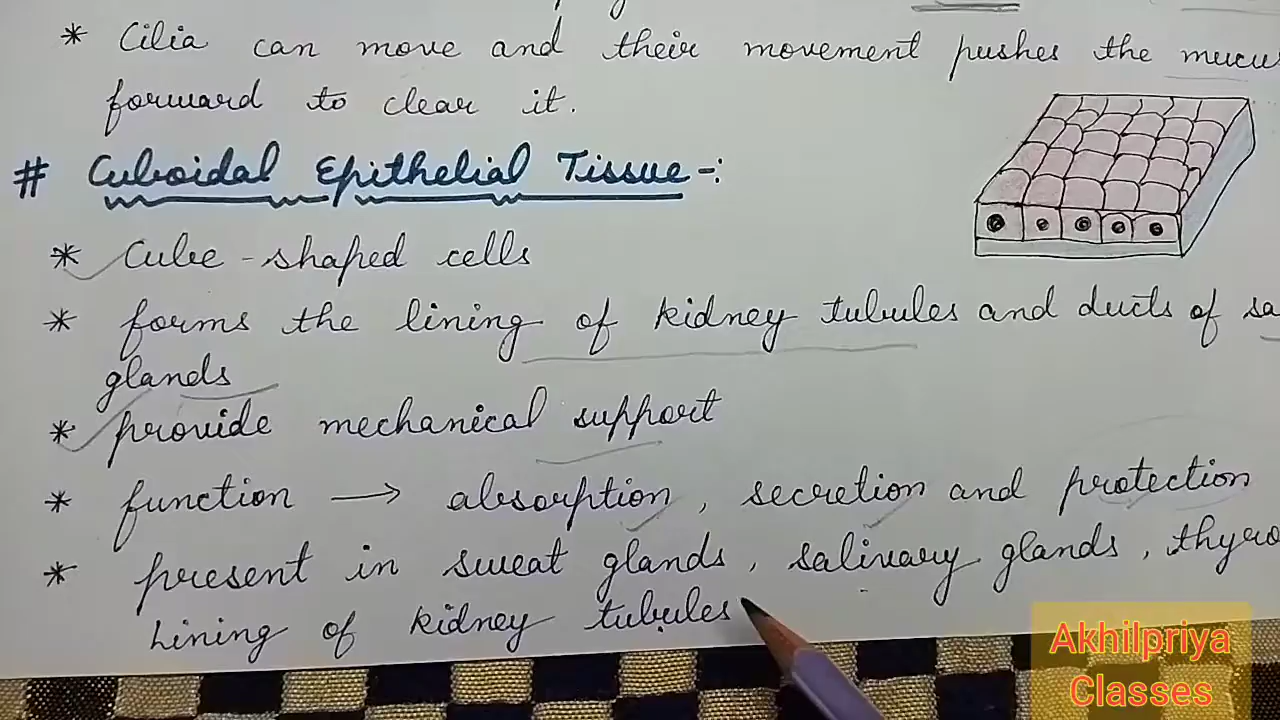 * Cilia can move and their movement pushes the mucus
forward to clear it.
# Cuboidal Epithelial Tissue -:
* Cube-shaped cells
* forms the lining of kidney tubules and ducts of sa
glands
* provide mechanical support
* function → absorption, secretion and protection
* present in sweat glands, salivary glands, thyro
Lining of kidney tubules
Akhilpriya
Classes